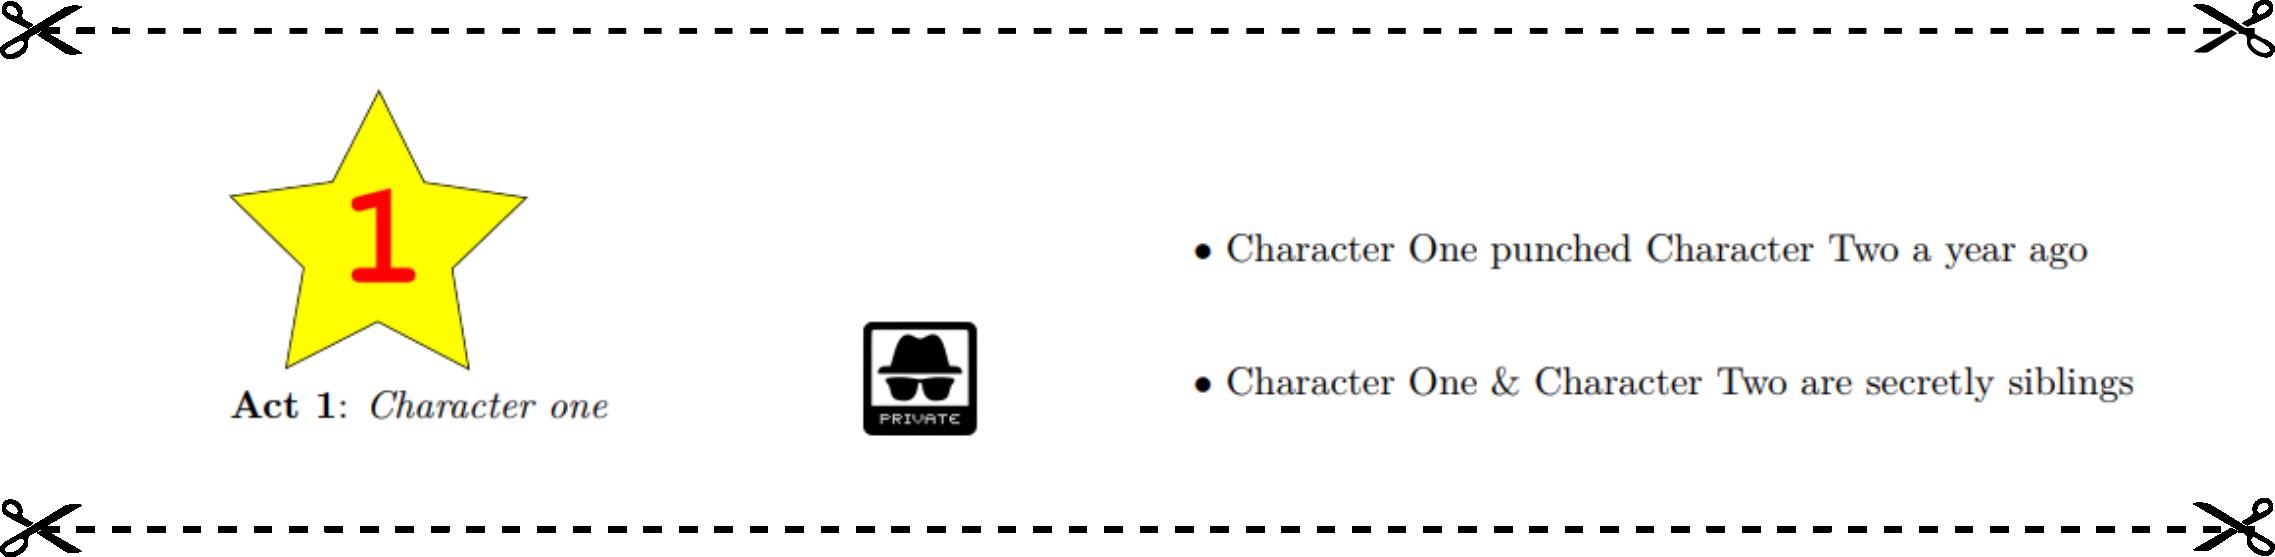 1
Act 1: Character one
PRIVATE
• Character One punched Character Two a year ago
• Character One & Character Two are secretly siblings